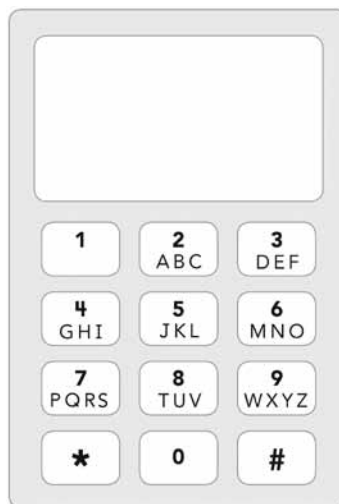 1 2 3
ABC DEF
4 5 6
GHI JKL MNO
7 8 9
PQRS TUV WXYZ
* 0 #